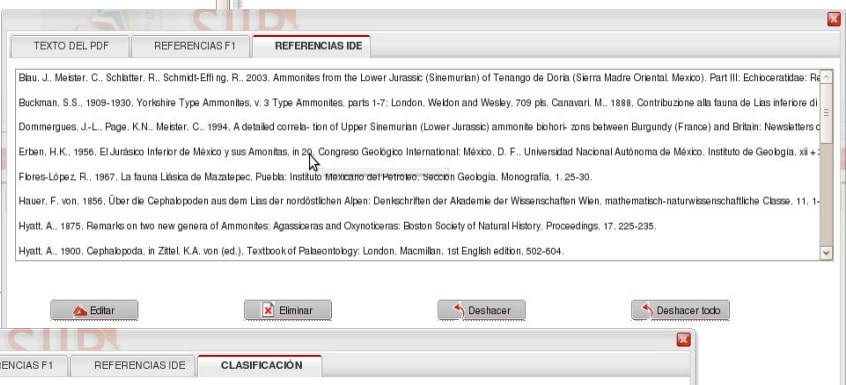 TEXTO DEL PDF REFERENCIAS F1 REFERENCIAS IDE
Blau, J., Meister, C., Schlatter, R., Schmidt-Effi ng, R., 2003, Ammonites from the Lower Jurassic (Sinemurian) of Tenango de Doria (Sierra Madre Oriental, Mexico). Part III: Echioceratidae: Re
Buckman, S.S., 1909-1930, Yorkshire Type Ammonites, v. 3 Type Ammonites, parts 1-7: London, Weldon and Wesley, 709 pls. Canavari, M., 1888, Contribuzione alla fauna de Lias inferiore di
Dommergues, J.-L., Page, K.N., Meister, C., 1994, A detailed correla- tion of Upper Sinemurian (Lower Jurassic) ammonite biohori- zons between Burgundy (France) and Britain: Newsletters o
Erben, H.K., 1956, El Jurásico Inferior de México y sus Amonitas, in 20, Congreso Geológico International: México, D. F., Universidad Nacional Autónoma de México, Instituto de Geología, xii +
Flores-López, R., 1967, La fauna Liásica de Mazatepec, Puebla: Instituto Mexicano del Petroleo, Sección Geología, Monografía, 1, 25-30.
Hauer, F. von, 1856, Über die Cephalopoden aus dem Lias der nordöstlichen Alpen: Denkschriften der Akademie der Wissenschaften Wien, mathematisch-naturwissenschaftliche Classe, 11, 1-
Hyatt, A., 1875, Remarks on two new genera of Ammonites: Agassiceras and Oxynoticeras: Boston Society of Natural History, Proceedings, 17, 225-235.
Hyatt, A., 1900, Cephalopoda, in Zittel, K.A. von (ed.), Textbook of Palaeontology: London, Macmillan, 1st English edition, 502-604.
Editar Eliminar Deshacer Deshacer todo
ENCIAS F1 REFERENCIAS IDE CLASIFICACIÓN